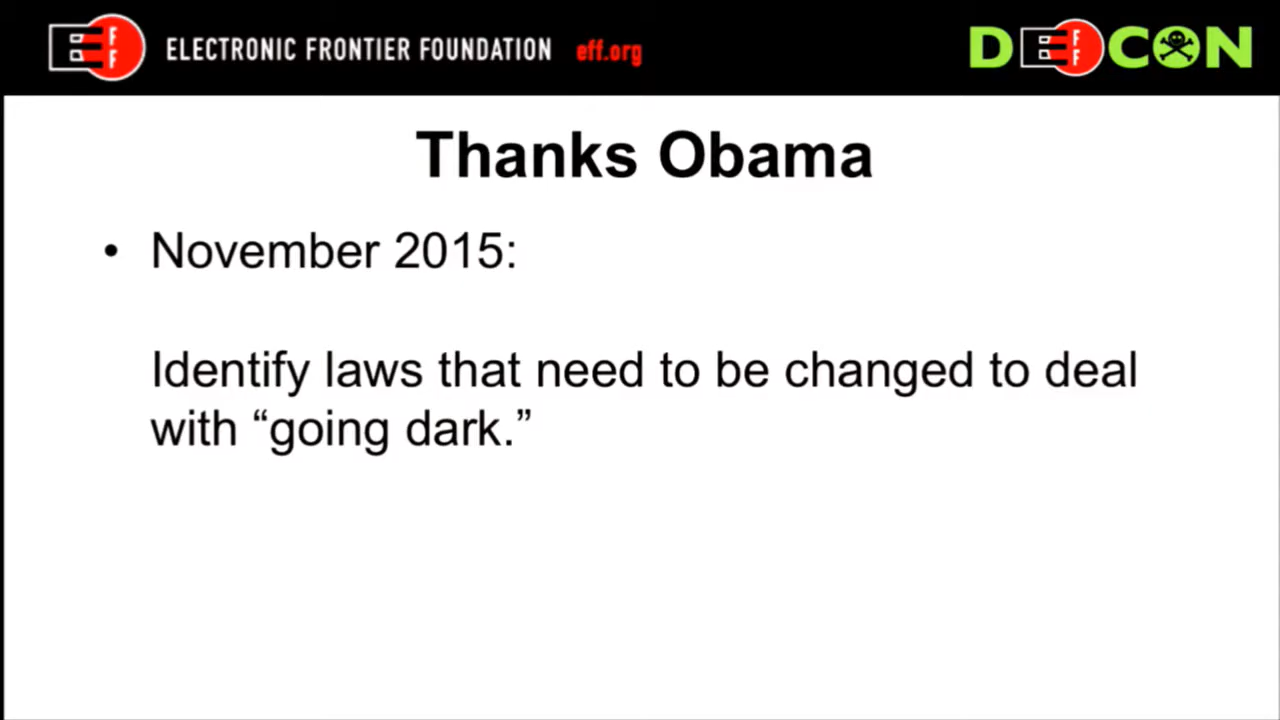 EFF ELECTRONIC FRONTIER FOUNDATION eff.org DEFCON
Thanks Obama
• November 2015:
Identify laws that need to be changed to deal
with “going dark.”